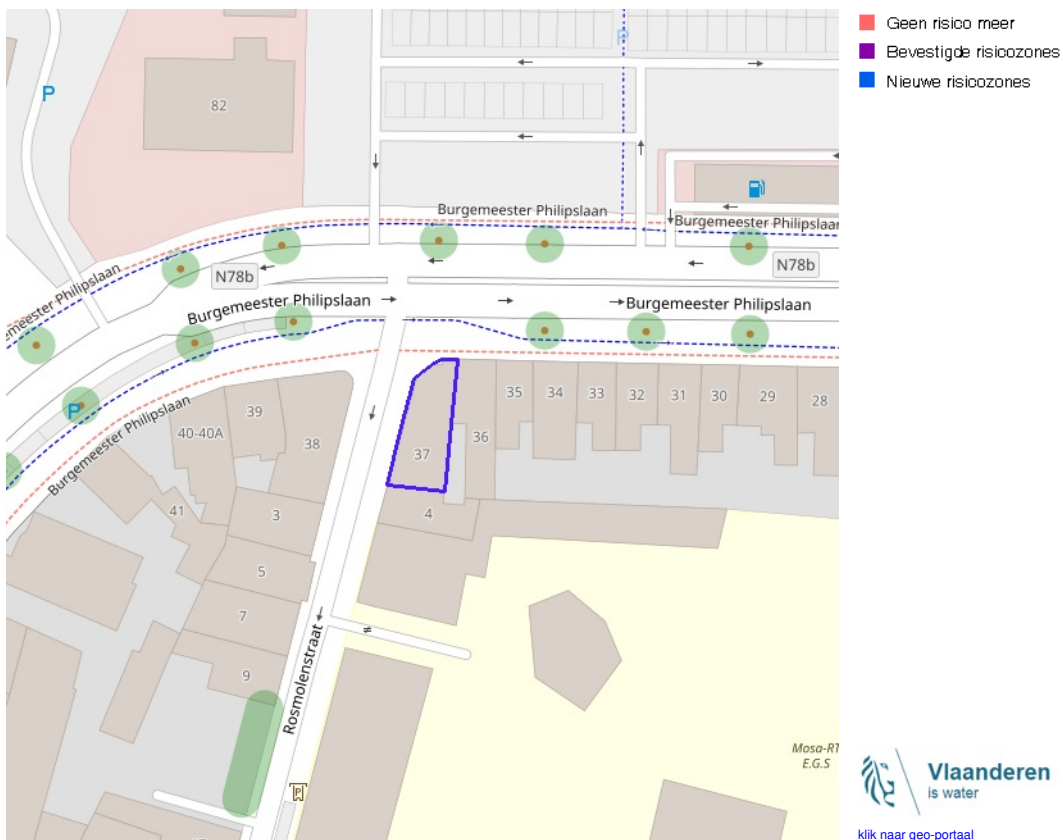 Geen risico meer
Bevestigde risicozones
Nieuwe risicozones
P
P
82
Burgemeester Philipslaan
Burgemeester Philipslaan
N78b
N78b
emeester Philipslaan
Burgemeester Philipslaan
Burgemeester Philipslaan
P
Burgemeester Philipslaan
39
40-40A
38
37
36
35
34
33
32
31
30
29
28
41
3
4
5
7
9
Rosmolenstraat
P
Mosa-RT
E.G.S
Vlaanderen
is water
klik naar geo-portaal